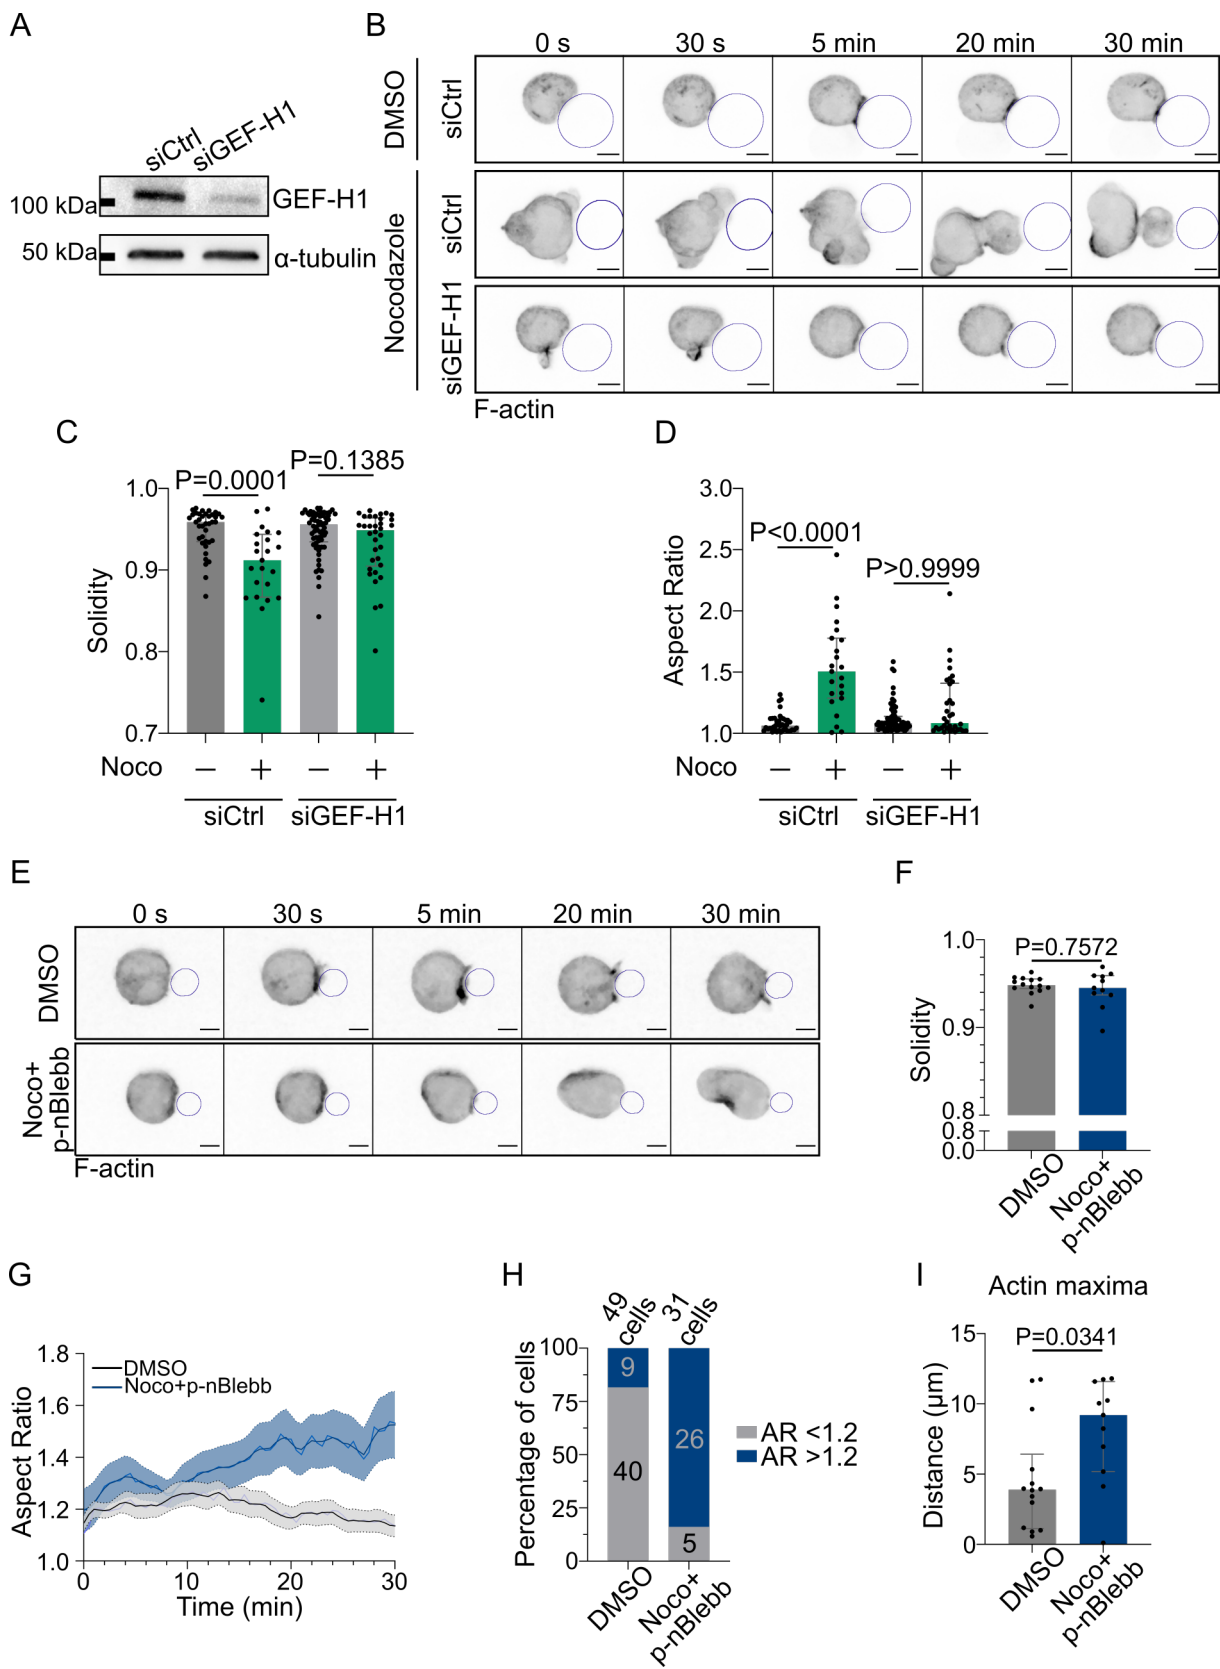 A
siCtrl
siGEF-H1
100 kDa
GEF-H1
50 kDa
α-tubulin
B
0 s
30 s
5 min
20 min
30 min
DMSO
siCtrl
Nocodazole
siCtrl
siGEF-H1
F-actin
C
P=0.0001
P=0.1385
Solidity
1.0
0.9
0.8
0.7
Noco
− + − +
siCtrl
siGEF-H1
D
P<0.0001
P>0.9999
Aspect Ratio
3.0
2.5
2.0
1.5
1.0
Noco
− + − +
siCtrl
siGEF-H1
E
0 s
30 s
5 min
20 min
30 min
DMSO
Noco+
p-nBlebb
F-actin
F
P=0.7572
Solidity
1.0
0.9
0.8
0.8
0.0
DMSO
Noco+
p-nBlebb
G
Aspect Ratio
1.8
1.6
1.4
1.2
1.0
DMSO
Noco+p-nBlebb
0
10
20
30
Time (min)
H
49
cells
31
cells
Percentage of cells
100
75
50
25
0
9
40
26
5
AR <1.2
AR >1.2
DMSO
Noco+
p-nBlebb
I
Actin maxima
P=0.0341
Distance (μm)
15
10
5
0
DMSO
Noco+
p-nBlebb